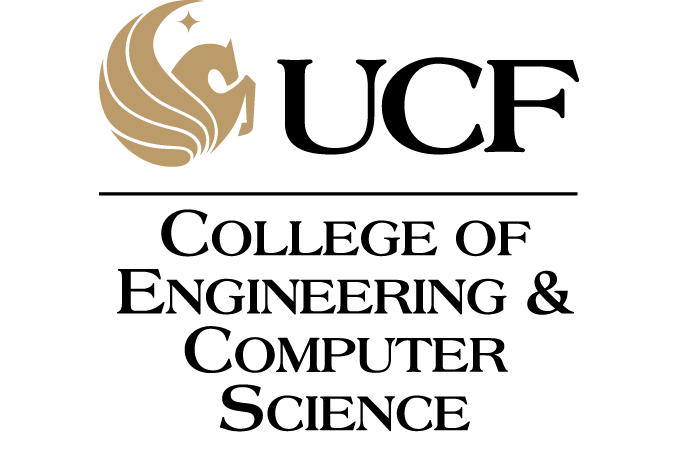 UCF
College of
Engineering &
Computer
Science